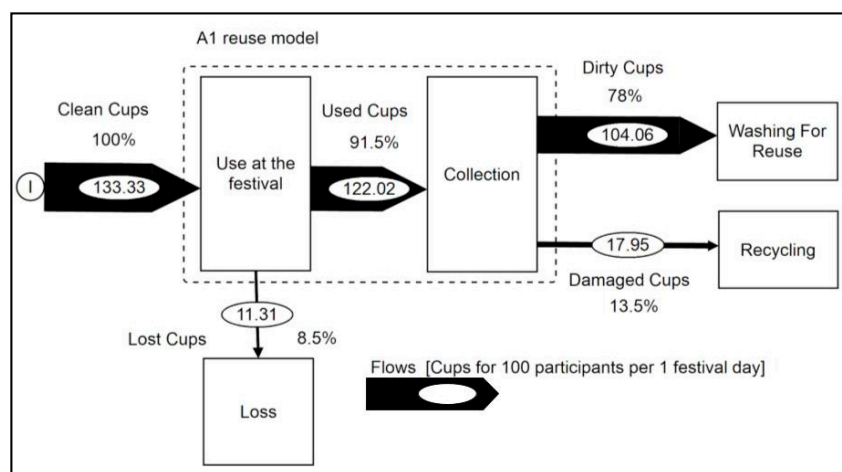 A1 reuse model
Clean Cups
100%
I
133.33
Use at the
festival
Used Cups
91.5%
122.02
Collection
Dirty Cups
78%
104.06
Washing For
Reuse
17.95
Damaged Cups
13.5%
Recycling
11.31
Lost Cups
8.5%
Loss
Flows [Cups for 100 participants per 1 festival day]